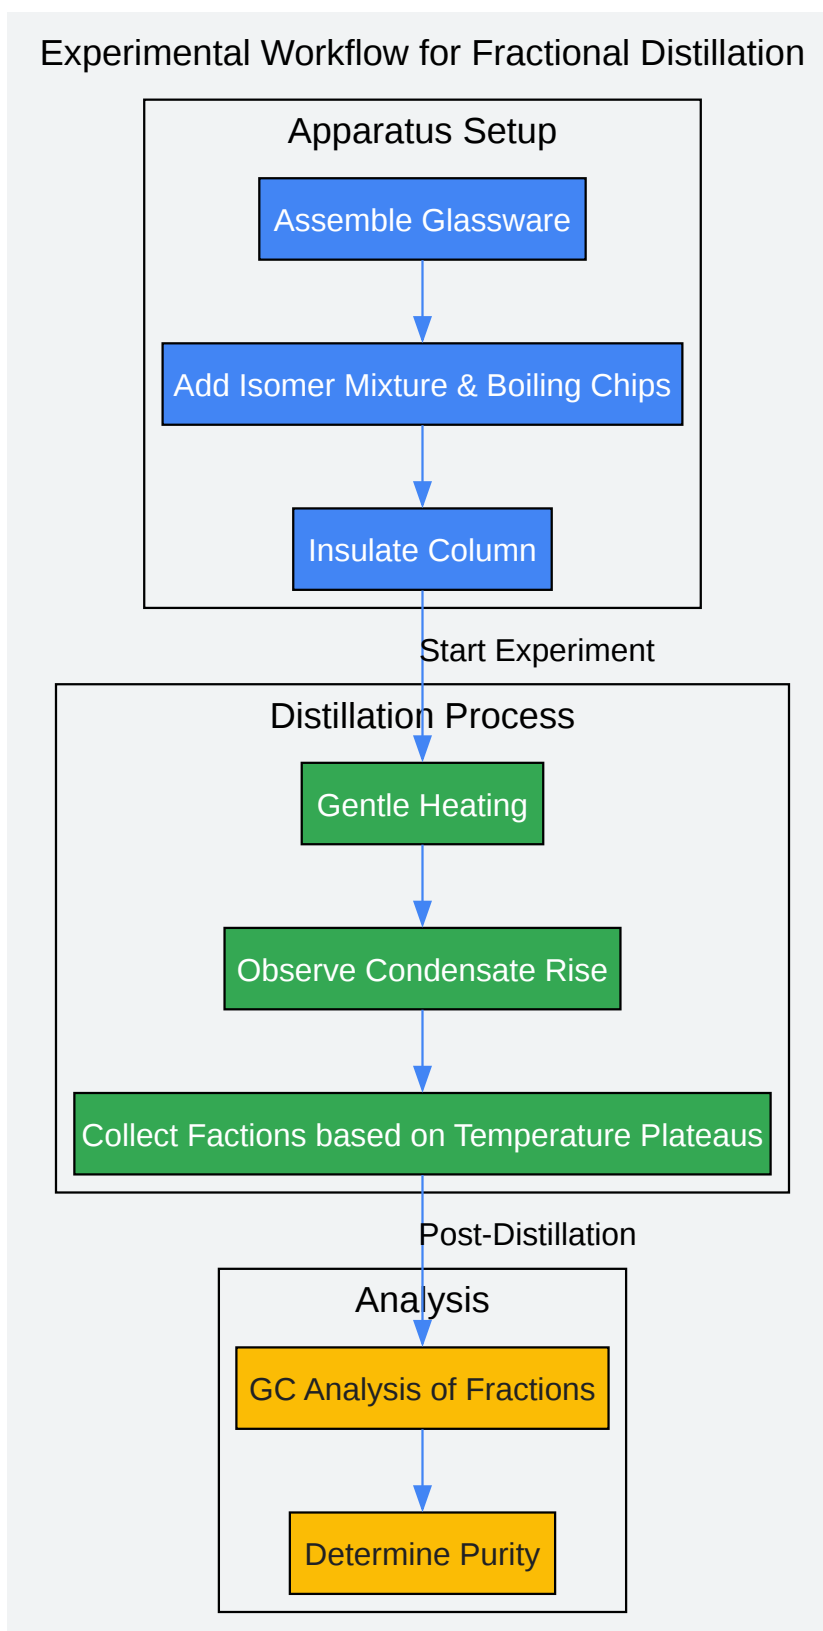 Experimental Workflow for Fractional Distillation
Apparatus Setup
Assemble Glassware
Add Isomer Mixture & Boiling Chips
Insulate Column
Start Experiment
Distillation Process
Gentle Heating
Observe Condensate Rise
Collect Factions based on Temperature Plateaus
Post-Distillation
Analysis
GC Analysis of Fractions
Determine Purity